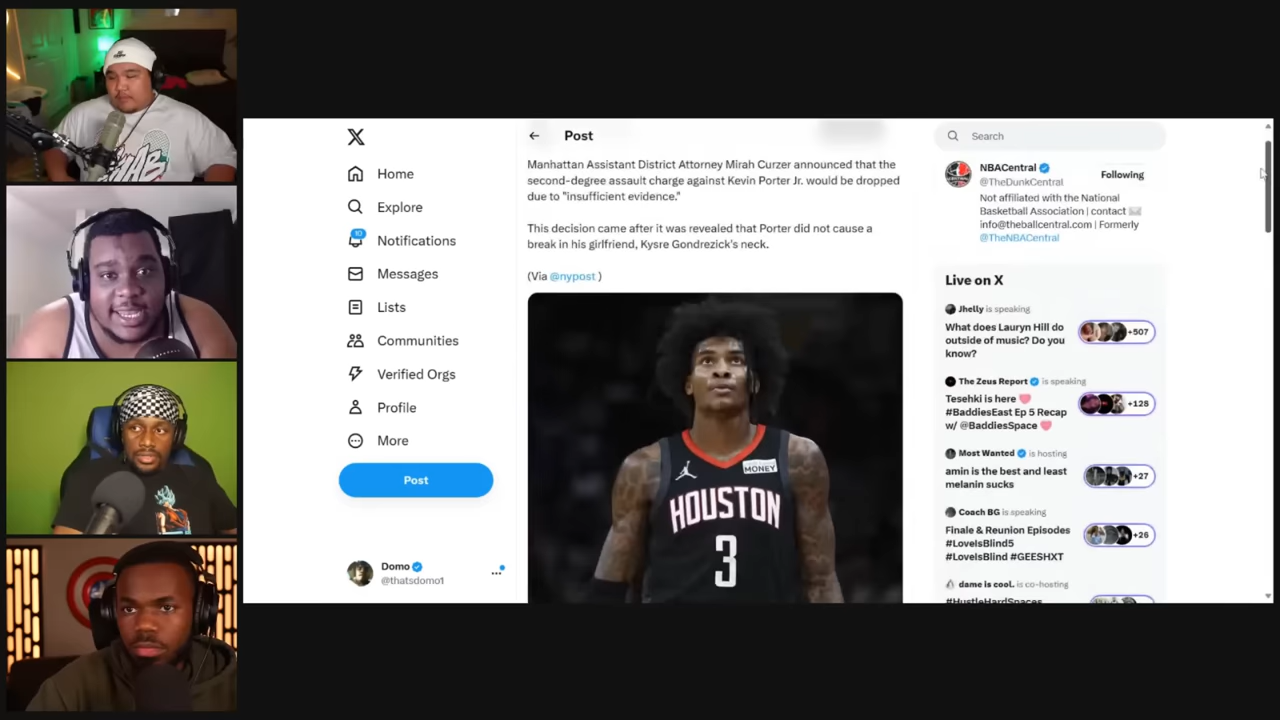 X
Home
Explore
10
Notifications
Messages
Lists
Communities
Verified Orgs
Profile
More
Post
Domo
@thatsdomo1
Post
Manhattan Assistant District Attorney Mirah Curzer announced that the
second-degree assault charge against Kevin Porter Jr. would be dropped
due to "insufficient evidence."
This decision came after it was revealed that Porter did not cause a
break in his girlfriend, Kysre Gondrezick's neck.
(Via @nypost )
MONEY
HOUSTON
3
Search
NBACentral
@TheDunkCentral
Following
Not affiliated with the National
Basketball Association | contact
info@theballcentral.com | Formerly
@TheNBACentral
Live on X
Jhelly is speaking
What does Lauryn Hill do
outside of music? Do you
know?
+507
The Zeus Report is speaking
Tesehki is here
#BaddiesEast Ep 5 Recap
w/ @BaddiesSpace
+128
Most Wanted is hosting
amin is the best and least
melanin sucks
+27
Coach BG is speaking
Finale & Reunion Episodes
#LoveIsBlind5
#LoveIsBlind #GEESHXT
+26
dame is cool. is co-hosting
#HustleHardSpaces